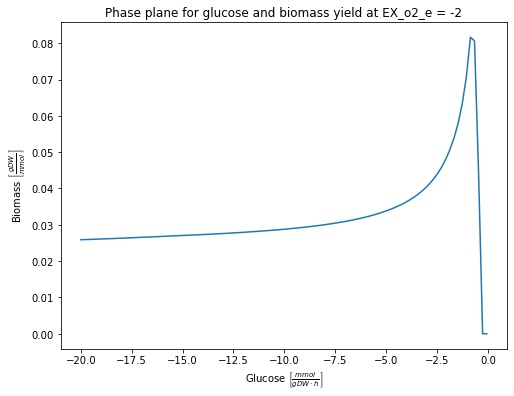 Phase plane for glucose and biomass yield at EX_o2_e = -2
Biomass [gDW/mmol]
0.08
0.07
0.06
0.05
0.04
0.03
0.02
0.01
0.00
−20.0 −17.5 −15.0 −12.5 −10.0 −7.5 −5.0 −2.5 0.0
Glucose [mmol/gDW · h]